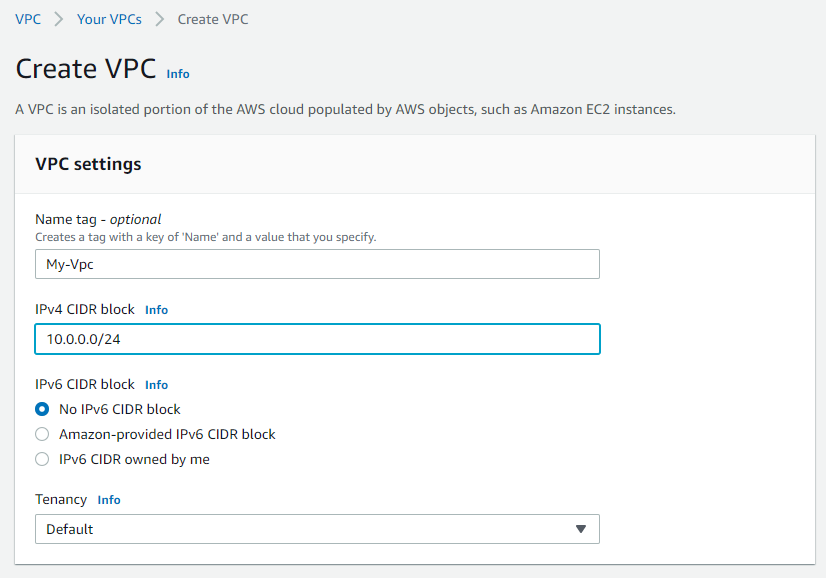 VPC > Your VPCs > Create VPC
Create VPC Info
A VPC is an isolated portion of the AWS cloud populated by AWS objects, such as Amazon EC2 instances.
VPC settings
Name tag - optional
Creates a tag with a key of 'Name' and a value that you specify.
My-Vpc
IPv4 CIDR block Info
10.0.0.0/24
IPv6 CIDR block Info
No IPv6 CIDR block
Amazon-provided IPv6 CIDR block
IPv6 CIDR owned by me
Tenancy Info
Default